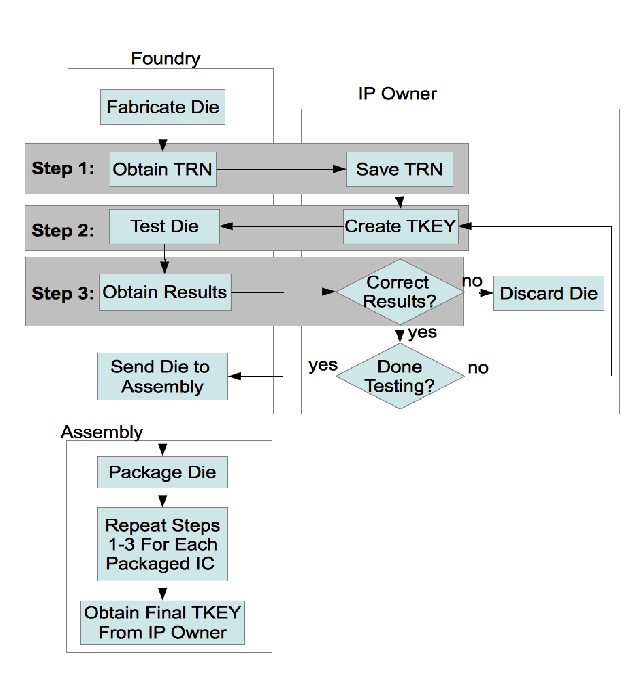 Foundry
IP Owner
Fabricate Die
Step 1:
Obtain TRN
Save TRN
Step 2:
Test Die
Create TKEY
Step 3:
Obtain Results
Correct
Results?
no
Discard Die
yes
Send Die to
Assembly
yes
Done
Testing?
no
Assembly
Package Die
Repeat Steps
1-3 For Each
Packaged IC
Obtain Final TKEY
From IP Owner